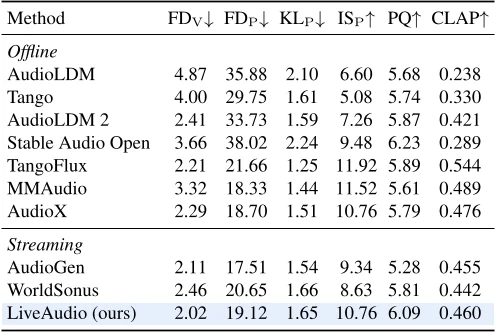 Method FD_V↓ FD_P↓ KL_P↓ IS_P↑ PQ↑ CLAP↑
Offline
AudioLDM 4.87 35.88 2.10 6.60 5.68 0.238
Tango 4.00 29.75 1.61 5.08 5.74 0.330
AudioLDM 2 2.41 33.73 1.59 7.26 5.87 0.421
Stable Audio Open 3.66 38.02 2.24 9.48 6.23 0.289
TangoFlux 2.21 21.66 1.25 11.92 5.89 0.544
MMAudio 3.32 18.33 1.44 11.52 5.61 0.489
AudioX 2.29 18.70 1.51 10.76 5.79 0.476
Streaming
AudioGen 2.11 17.51 1.54 9.34 5.28 0.455
WorldSonus 2.46 20.65 1.66 8.63 5.81 0.442
LiveAudio (ours) 2.02 19.12 1.65 10.76 6.09 0.460